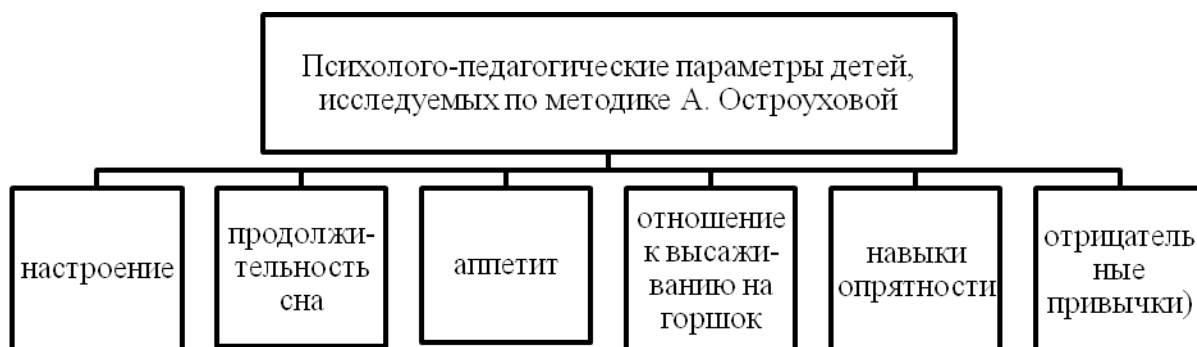 Психолого-педагогические параметры детей,
исследуемых по методике А. Остроуховой
настроение
продолжи-
тельность
сна
аппетит
отношение
к высажи-
ванию на
горшок
навыки
опрятности
отрицатель
ные
привычки)